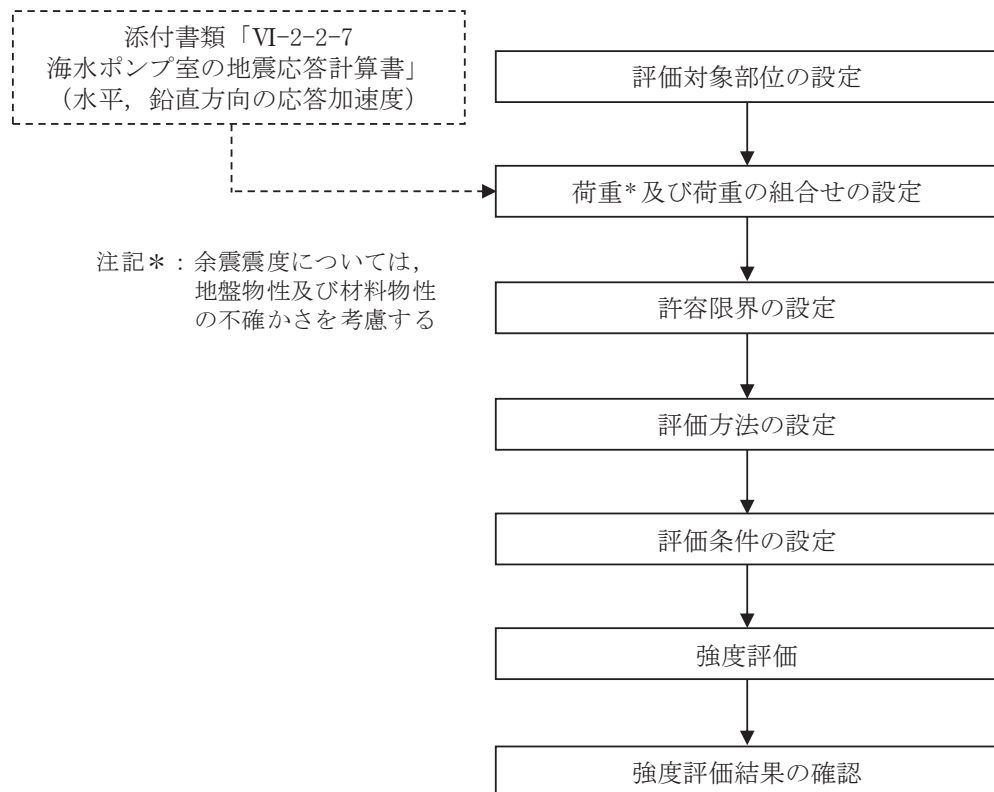 添付書類「Ⅵ-2-2-7
海水ポンプ室の地震応答計算書」
（水平，鉛直方向の応答加速度）
評価対象部位の設定
荷重*及び荷重の組合せの設定
注記＊：余震震度については，
地盤物性及び材料物性
の不確かさを考慮する
許容限界の設定
評価方法の設定
評価条件の設定
強度評価
強度評価結果の確認